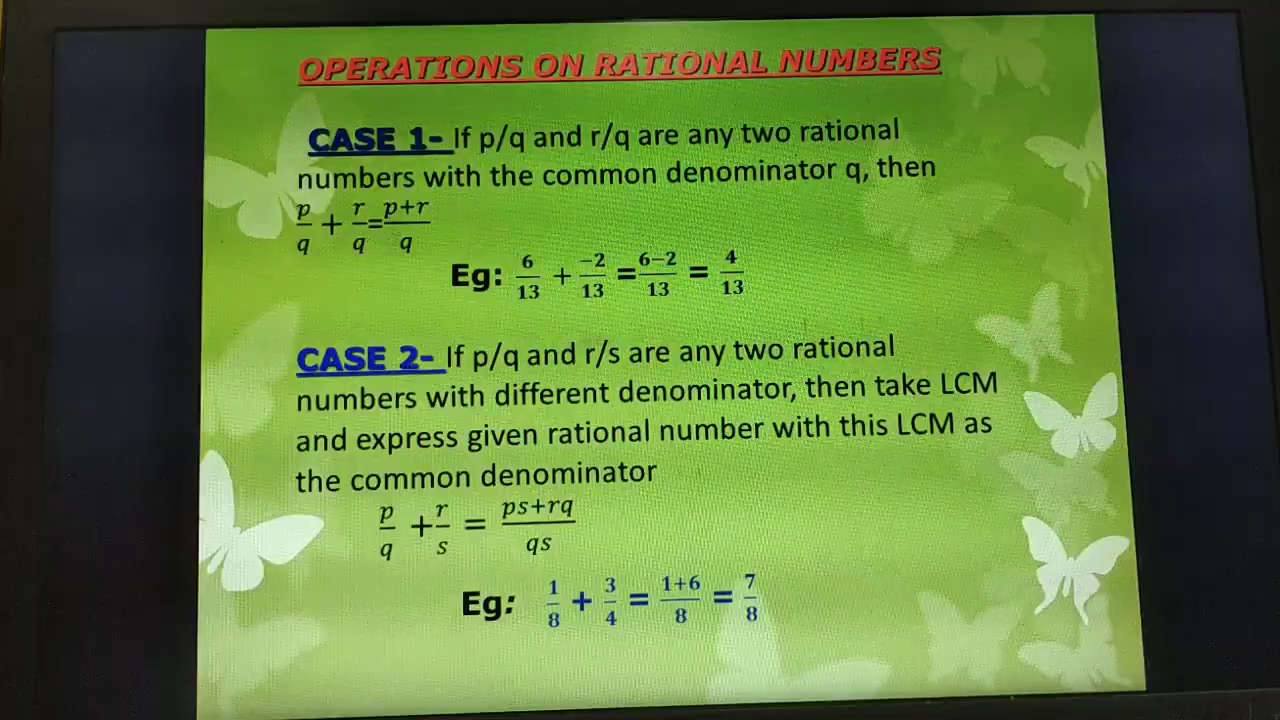 OPERATIONS ON RATIONAL NUMBERS
CASE 1- If p/q and r/q are any two rational
numbers with the common denominator q, then
p/q + r/q = p+r/q
Eg: 6/13 + -2/13 = 6-2/13 = 4/13
CASE 2- If p/q and r/s are any two rational
numbers with different denominator, then take LCM
and express given rational number with this LCM as
the common denominator
p/q + r/s = ps+rq/qs
Eg: 1/8 + 3/4 = 1+6/8 = 7/8